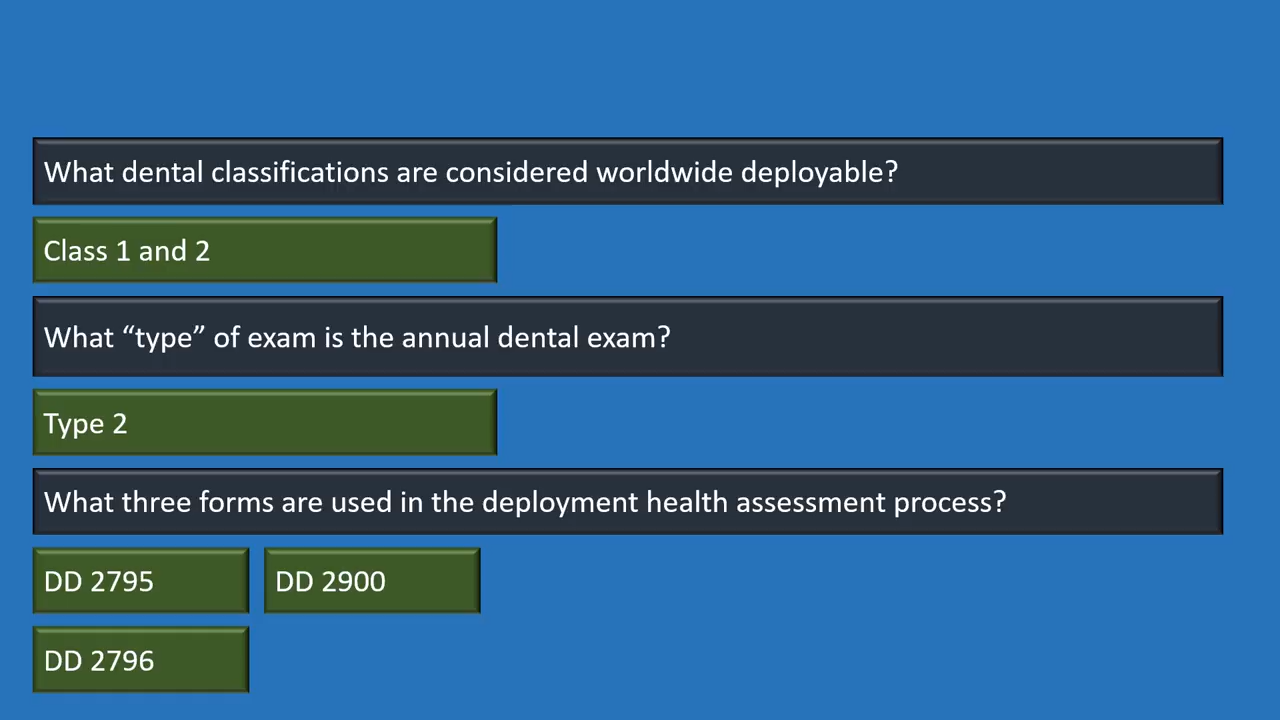 What dental classifications are considered worldwide deployable?
Class 1 and 2
What “type” of exam is the annual dental exam?
Type 2
What three forms are used in the deployment health assessment process?
DD 2795
DD 2900
DD 2796